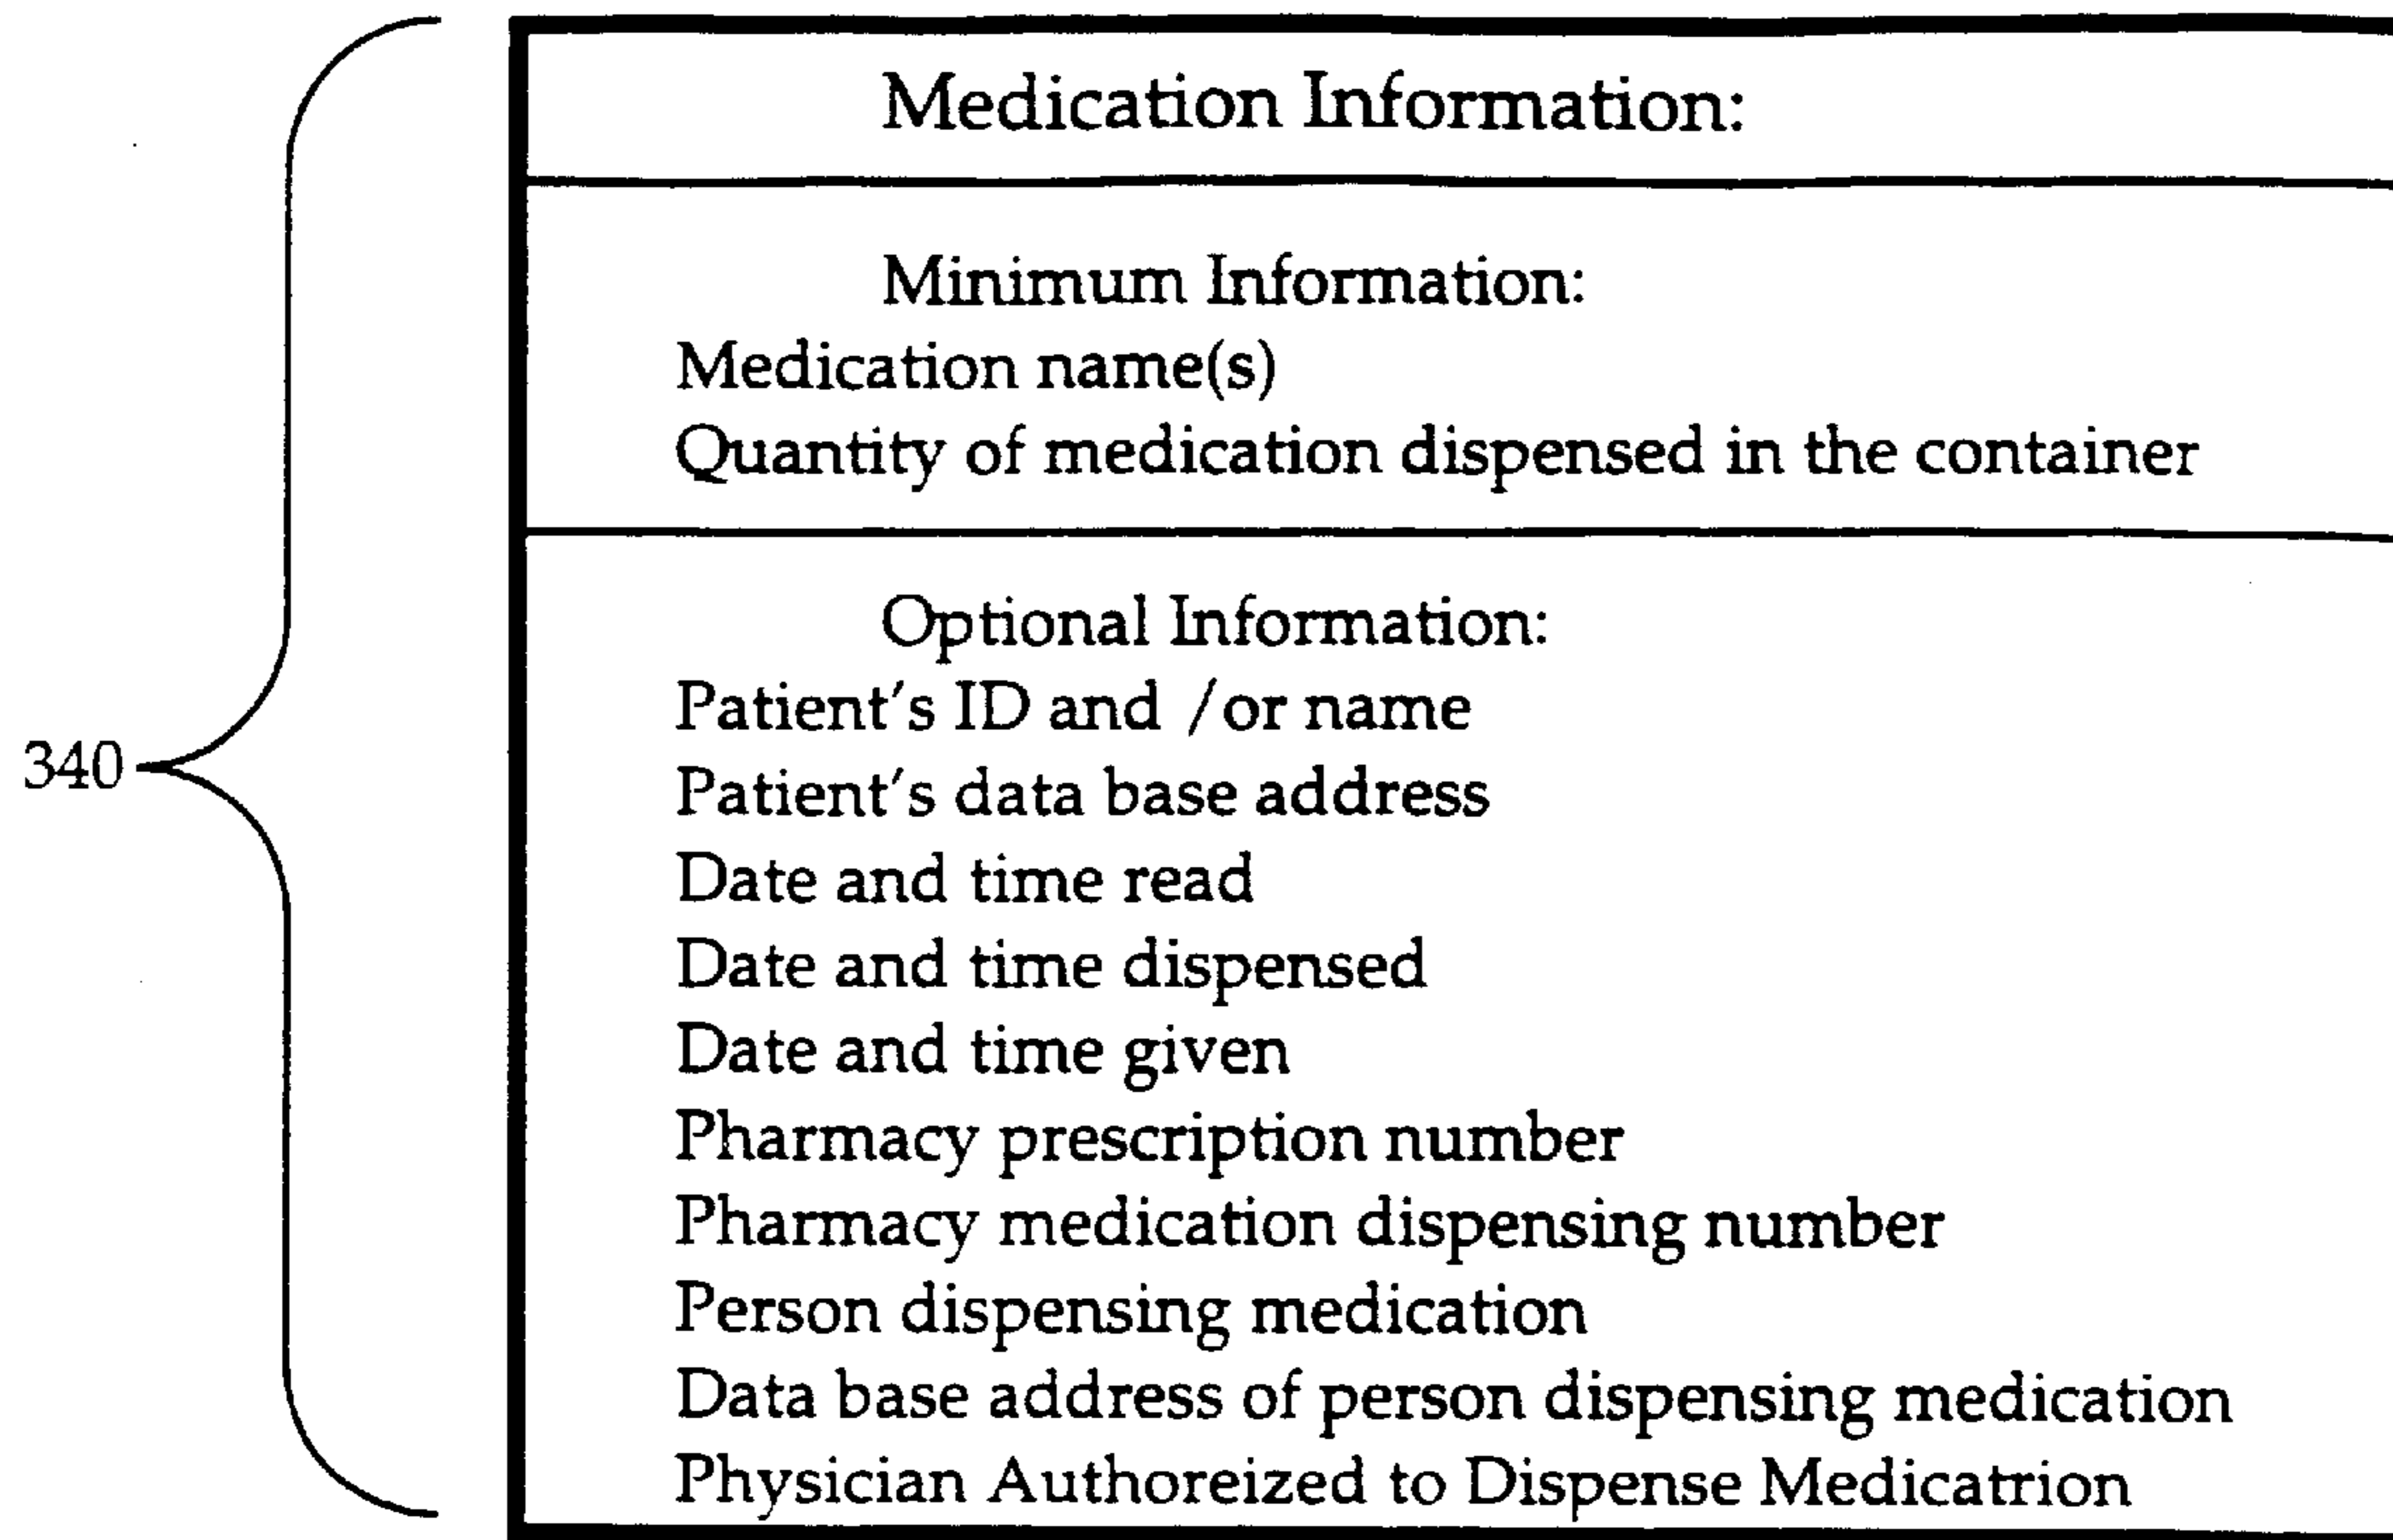 Medication Information:
Minimum Information:
Medication name(s)
Quantity of medication dispensed in the container
Optional Information:
Patient's ID and /or name
Patient's data base address
340
Date and time read
Date and time dispensed
Date and time given
Pharmacy prescription number
Pharmacy medication dispensing number
Person dispensing medication
Data base address of person dispensing medication
Physician Authoreized to Dispense Medicatrion